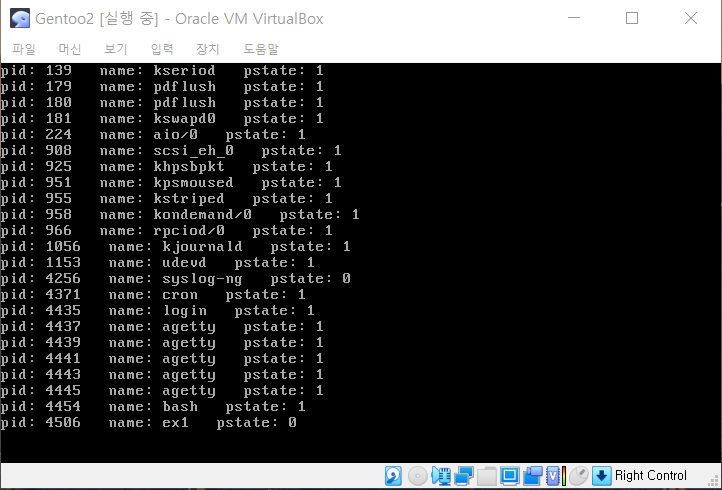 Gentoo2 [실행 중] - Oracle VM VirtualBox
파일 머신 보기 입력 장치 도움말
pid: 139 name: kseriod pstate: 1
pid: 179 name: pdflush pstate: 1
pid: 180 name: pdflush pstate: 1
pid: 181 name: kswapd0 pstate: 1
pid: 224 name: aio/0 pstate: 1
pid: 908 name: scsi_eh_0 pstate: 1
pid: 925 name: khpsbpkt pstate: 1
pid: 951 name: kpsmoused pstate: 1
pid: 955 name: kstriped pstate: 1
pid: 958 name: kondemand/0 pstate: 1
pid: 966 name: rpciod/0 pstate: 1
pid: 1056 name: kjournald pstate: 1
pid: 1153 name: udevd pstate: 1
pid: 4256 name: syslog-ng pstate: 0
pid: 4371 name: cron pstate: 1
pid: 4435 name: login pstate: 1
pid: 4437 name: agetty pstate: 1
pid: 4439 name: agetty pstate: 1
pid: 4441 name: agetty pstate: 1
pid: 4443 name: agetty pstate: 1
pid: 4445 name: agetty pstate: 1
pid: 4454 name: bash pstate: 1
pid: 4506 name: ex1 pstate: 0
Right Control